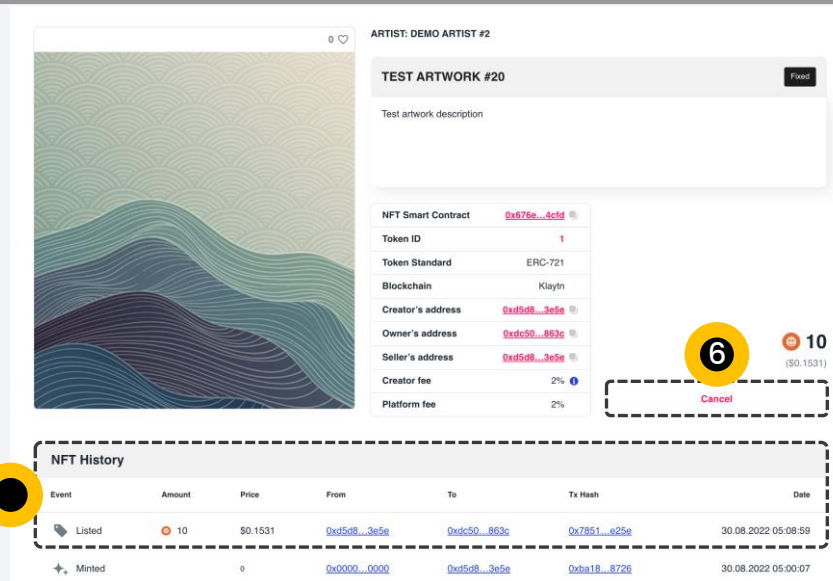 0
ARTIST: DEMO ARTIST #2
TEST ARTWORK #20
Fixed
Test artwork description
NFT Smart Contract 0x676e...4cfd
Token ID 1
Token Standard ERC-721
Blockchain Klaytn
Creator's address 0xd5d8...3e5e
Owner's address 0xdc50...863c
Seller's address 0xd5d8...3e5e
Creator fee 2%
Platform fee 2%
10
($0.1531)
6
Cancel
NFT History
Event Amount Price From To Tx Hash Date
Listed 10 $0.1531 0xd5d8...3e5e 0xdc50...863c 0x7851...e25e 30.08.2022 05:08:59
Minted 0 0x0000...0000 0xd5d8...3e5e 0xba18...8726 30.08.2022 05:00:07